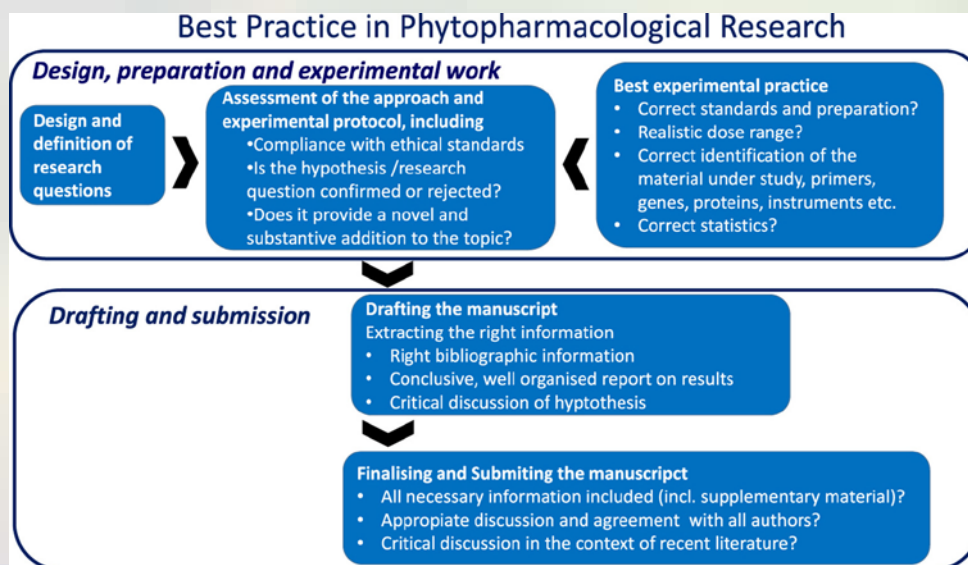 Best Practice in Phytopharmacological Research
Design, preparation and experimental work
Design and
definition of
research
questions
Assessment of the approach and
experimental protocol, including
•Compliance with ethical standards
•Is the hypothesis /research
question confirmed or rejected?
•Does it provide a novel and
substantive addition to the topic?
Best experimental practice
• Correct standards and preparation?
• Realistic dose range?
• Correct identification of the
material under study, primers,
genes, proteins, instruments etc.
• Correct statistics?
Drafting and submission
Drafting the manuscript
Extracting the right information
• Right bibliographic information
• Conclusive, well organised report on results
• Critical discussion of hyptothesis
Finalising and Submiting the manuscripct
• All necessary information included (incl. supplementary material)?
• Appropiate discussion and agreement with all authors?
• Critical discussion in the context of recent literature?